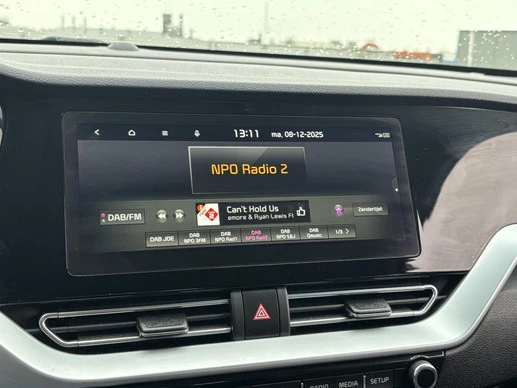 13:11 ma, 08-12-2025
NPO Radio 2
DAB/FM
Can't Hold Us
emore & Ryan Lewis Ft
Zenderlijst
DAB JOE
DAB NPO 3FM
DAB NPO Rad1
DAB NPO Rad2
DAB NPO S&J
DAB Qmusic
1/3
RADIO MEDIA SETUP